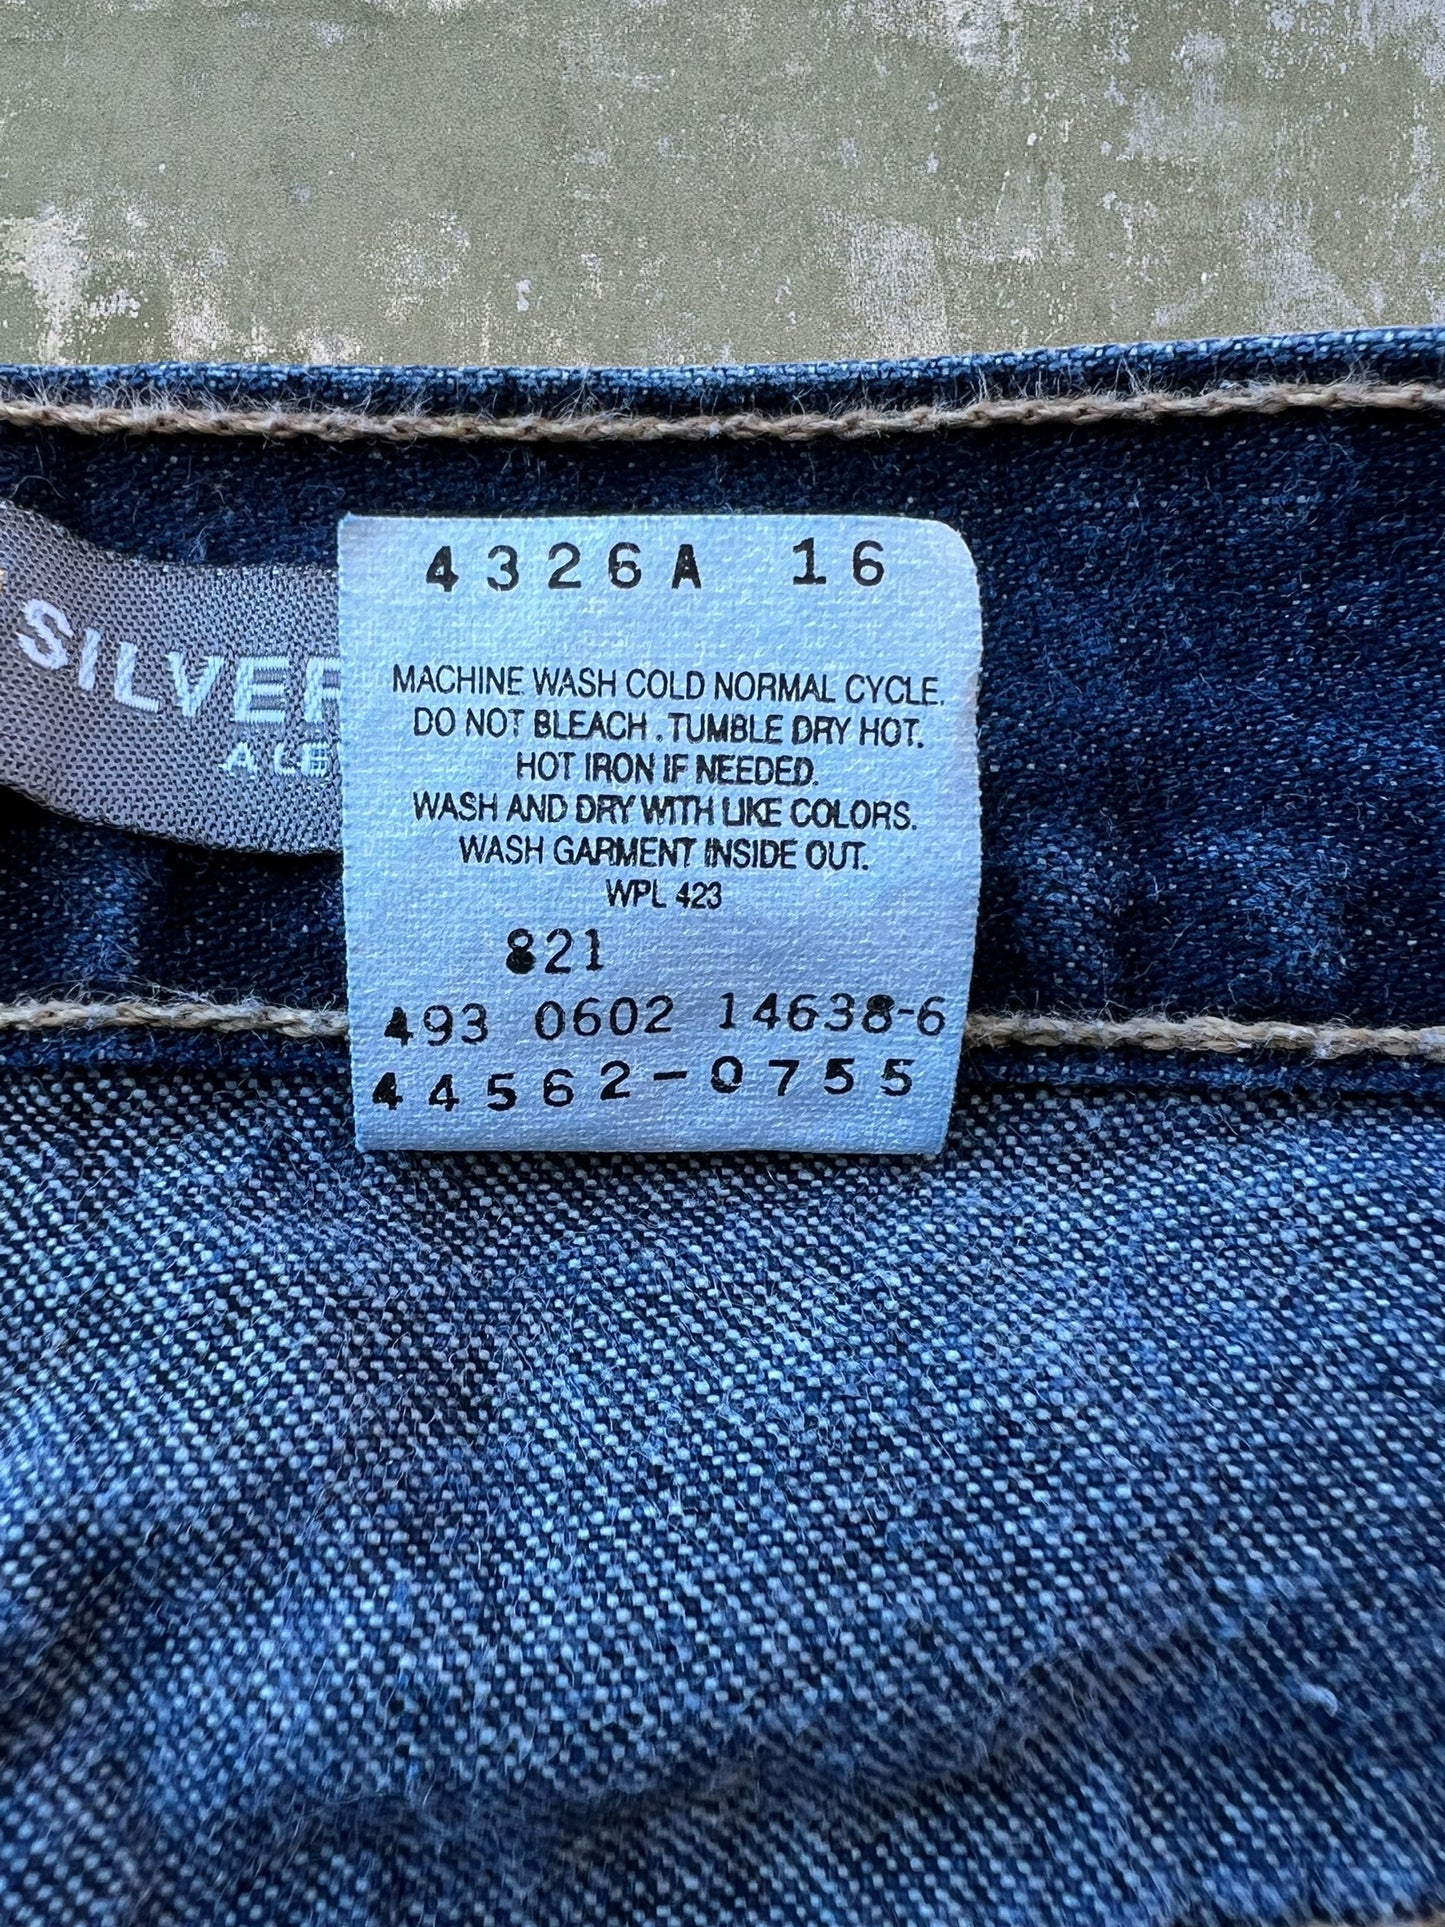 SILVER
A LE
4326A 16
MACHINE WASH COLD NORMAL CYCLE.
DO NOT BLEACH. TUMBLE DRY HOT.
HOT IRON IF NEEDED.
WASH AND DRY WITH LIKE COLORS.
WASH GARMENT INSIDE OUT.
WPL 423
821
493 0602 14638-6
44562-0755